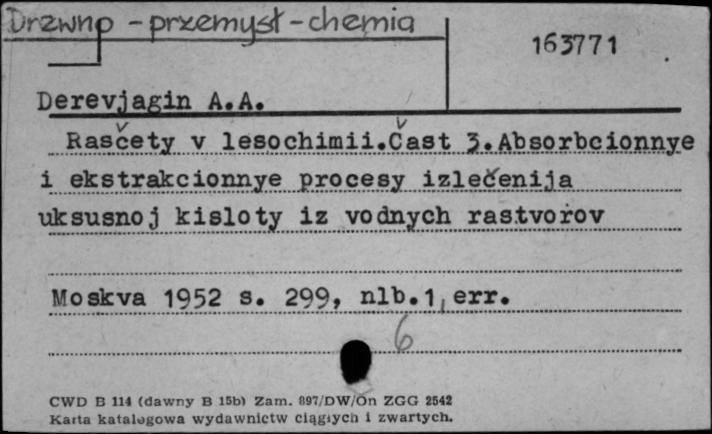 Drzwno - przemysł - chemia
163771
Derevjagin A.A.
Rasčety v lesochimii.Čast 3.Absorbcionnye
i ekstrakcionnye procesy izlečenija
uksusnoj kisloty iz vodnych rastvorov
Moskva 1952 s. 299, nlb.1, err.
6
CWD B 114 (dawny B 15b) Zam. 897/DW/On ZGG 2542
Karta katalogowa wydawnictw ciągłych i zwartych.